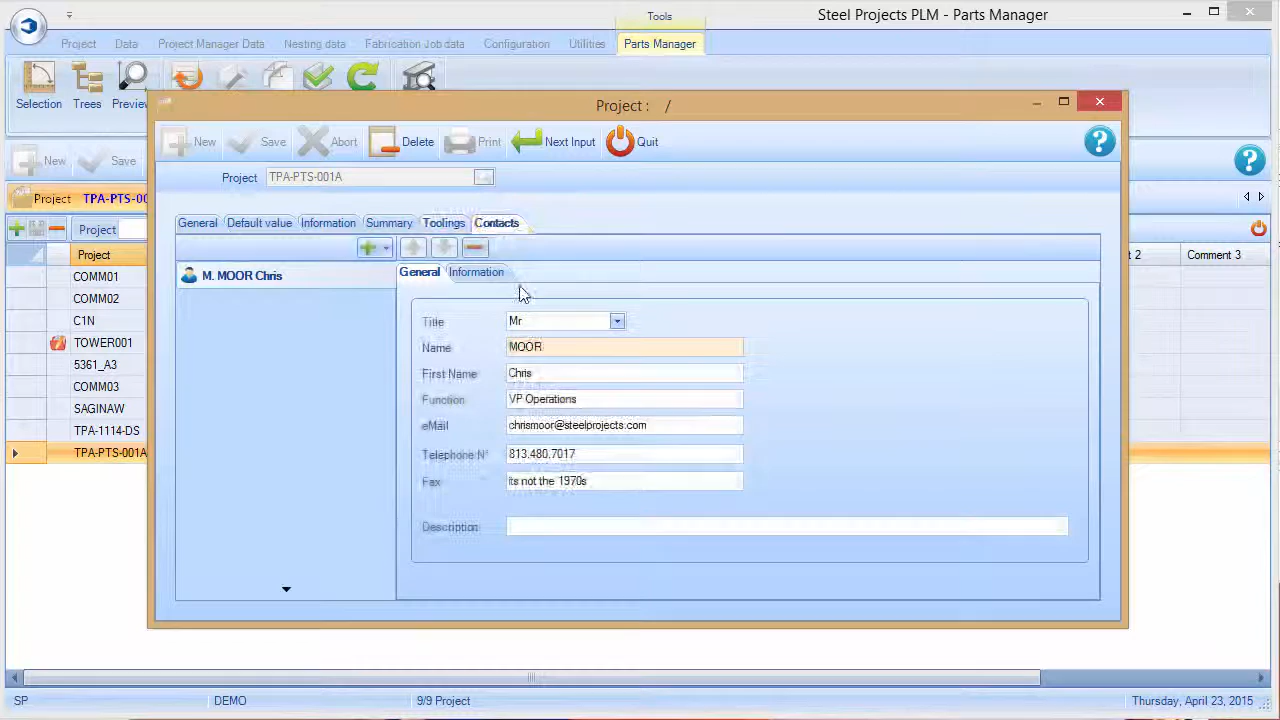 Tools
Steel Projects PLM - Parts Manager
Project Data Project Manager Data Nesting data Fabrication Job data Configuration Utilities Parts Manager
Selection Trees Preview
Project : /
New Save Abort Delete Print Next Input Quit
New Save
Project TPA-PTS-001A
Project TPA-PTS-00
General Default value Information Summary Toolings Contacts
Project
Project
M. MOOR Chris
General Information
t 2 Comment 3
COMM01
COMM02
C1N
TOWER001
5361_A3
COMM03
SAGINAW
TPA-1114-DS
TPA-PTS-001A
Title Mr
Name MOOR
First Name Chris
Function VP Operations
eMail chrismoor@steelprojects.com
Telephone N° 813.480.7017
Fax its not the 1970s
Description
SP DEMO 9/9 Project Thursday, April 23, 2015